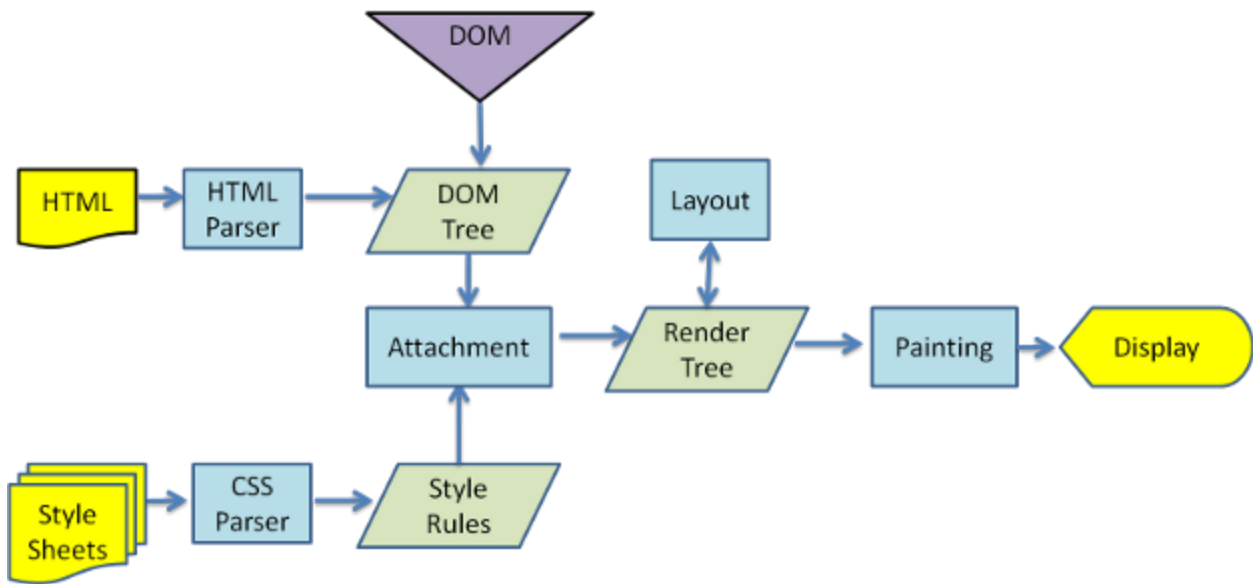 DOM
HTML
HTML
Parser
DOM
Tree
Layout
Attachment
Render
Tree
Painting
Display
Style
Sheets
CSS
Parser
Style
Rules